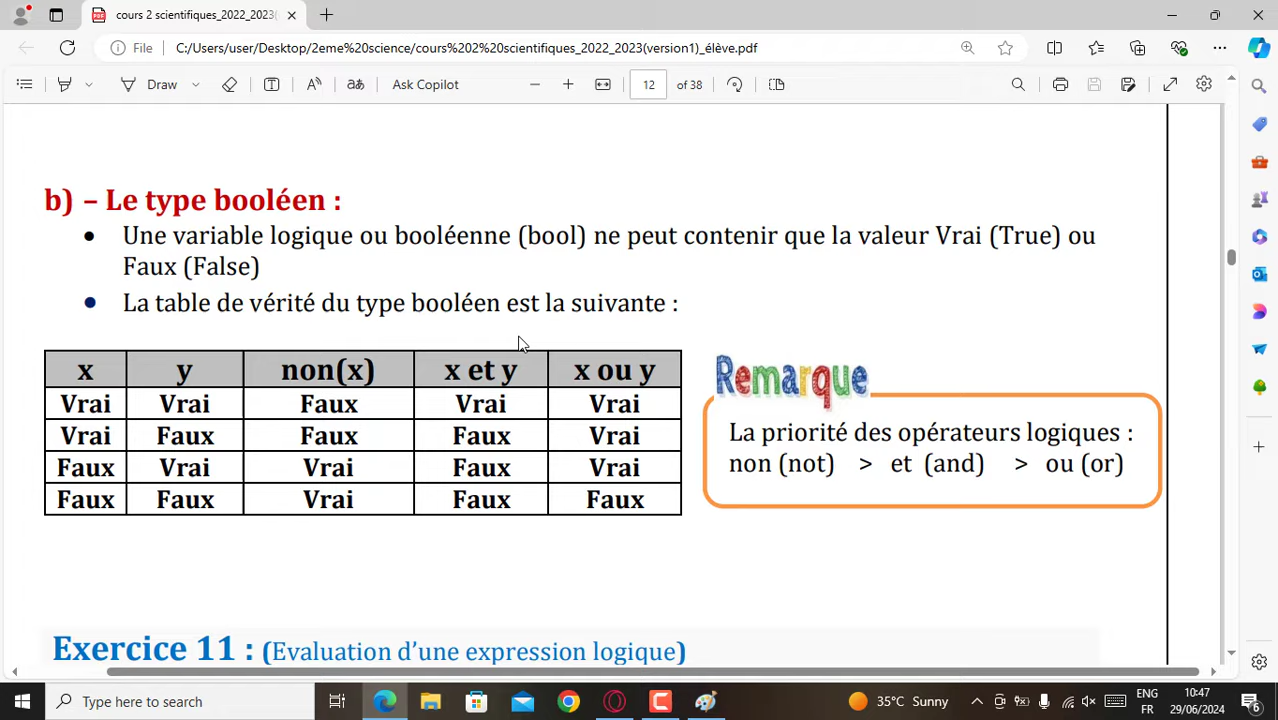 cours 2 scientifiques_2022_2023(
File
C:/Users/user/Desktop/2eme%20science/cours%202%20scientifiques_2022_2023(version1)_élève.pdf
Draw
aあ
Ask Copilot
12
of 38
b) – Le type booléen :
• Une variable logique ou booléenne (bool) ne peut contenir que la valeur Vrai (True) ou
Faux (False)
• La table de vérité du type booléen est la suivante :
x y non(x) x et y x ou y
Vrai Vrai Faux Vrai Vrai
Vrai Faux Faux Faux Vrai
Faux Vrai Vrai Faux Vrai
Faux Faux Vrai Faux Faux
Remarque
La priorité des opérateurs logiques :
non (not) > et (and) > ou (or)
Exercice 11 : (Evaluation d’une expression logique)
Type here to search
35°C Sunny
ENG
FR
10:47
29/06/2024
6